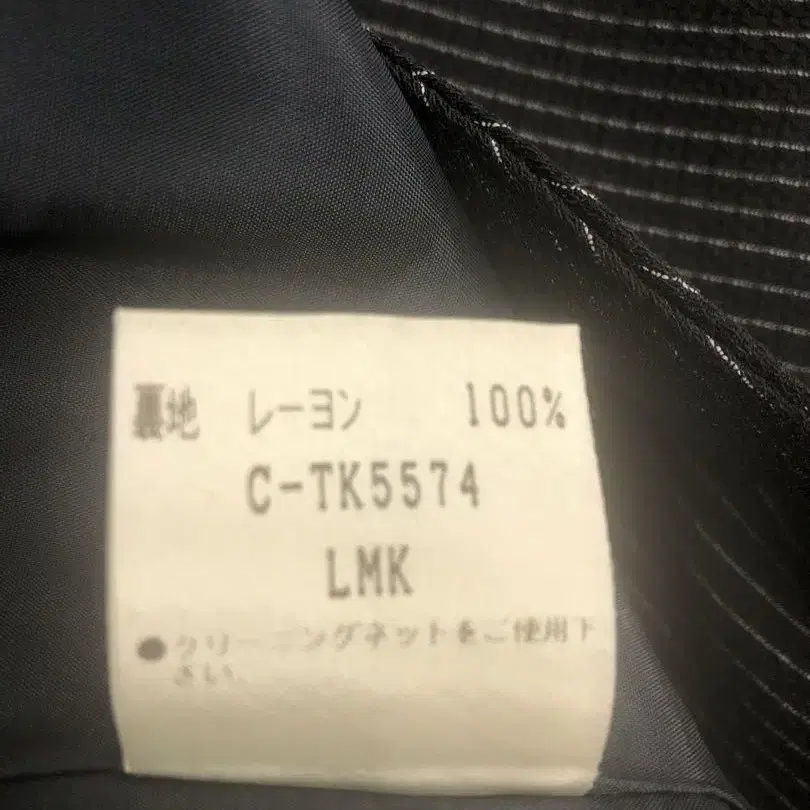 裏地 レーヨン 100%
C-TK5574
LMK
●クリーニングネットをご使用下
さい。